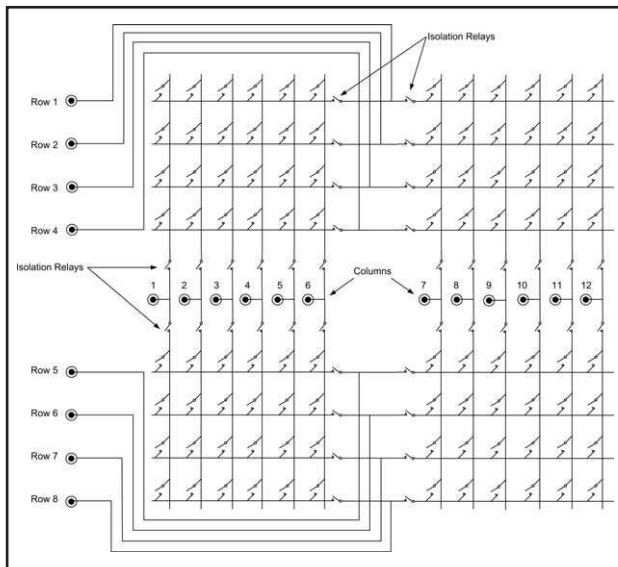 Isolation Relays
Row 1
Row 2
Row 3
Row 4
Isolation Relays
Columns
1 2 3 4 5 6 7 8 9 10 11 12
Row 5
Row 6
Row 7
Row 8